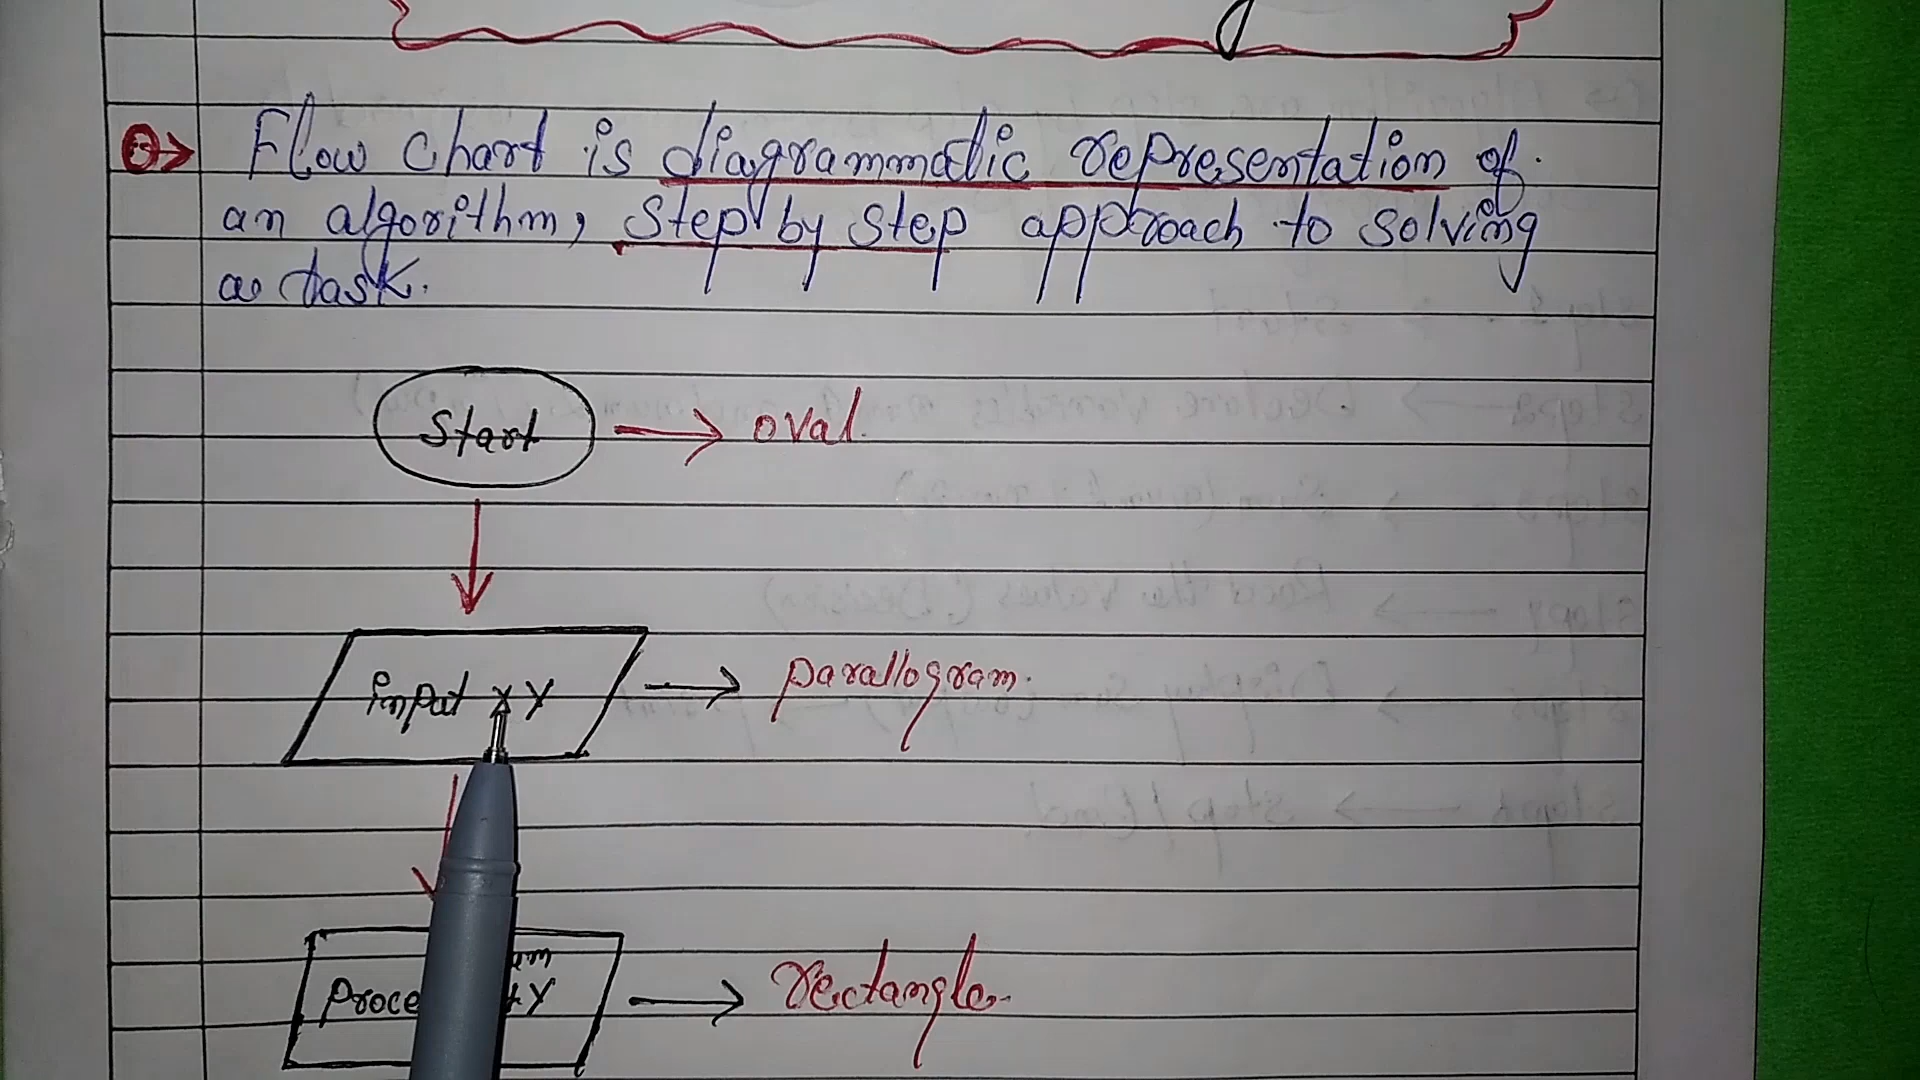 Flow chart is diagrammatic representation of
an algorithm, step by step approach to solving
a task.
Start → oval
input X Y → parallogram.
Proce + Y → rectangle